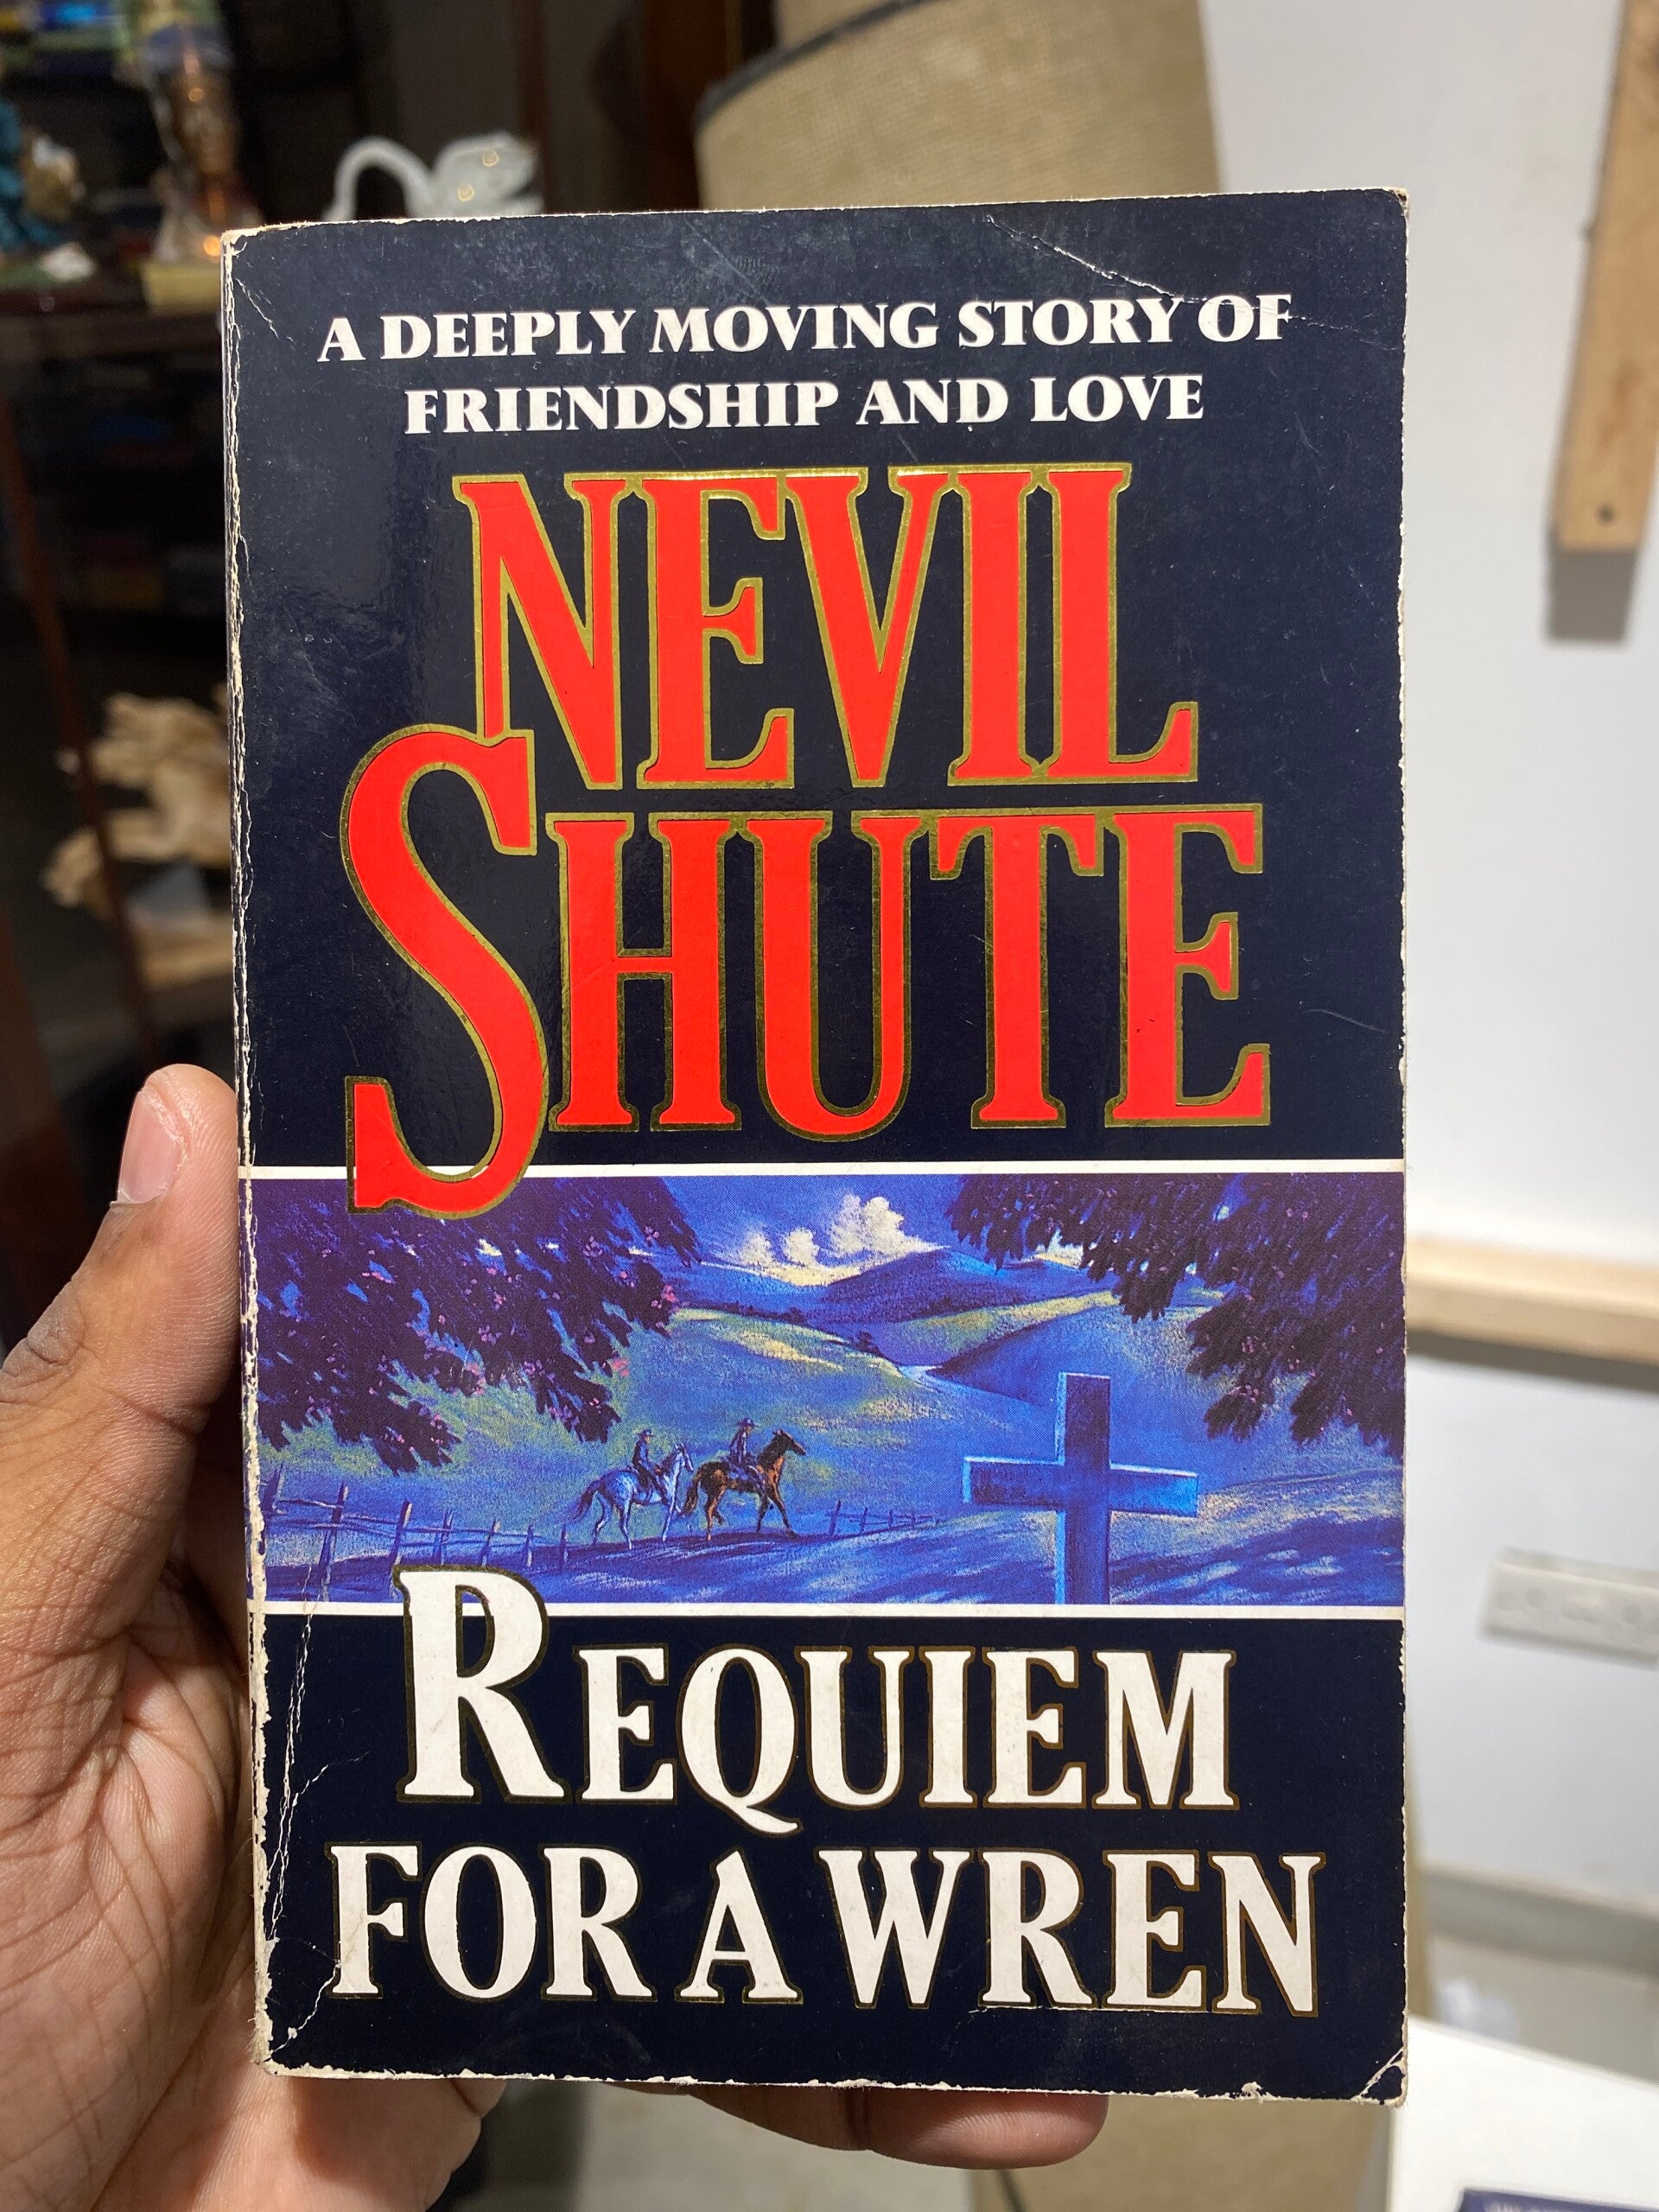 A DEEPLY MOVING STORY OF
FRIENDSHIP AND LOVE
NEVIL
SHUTE
REQUIEM
FOR A WREN